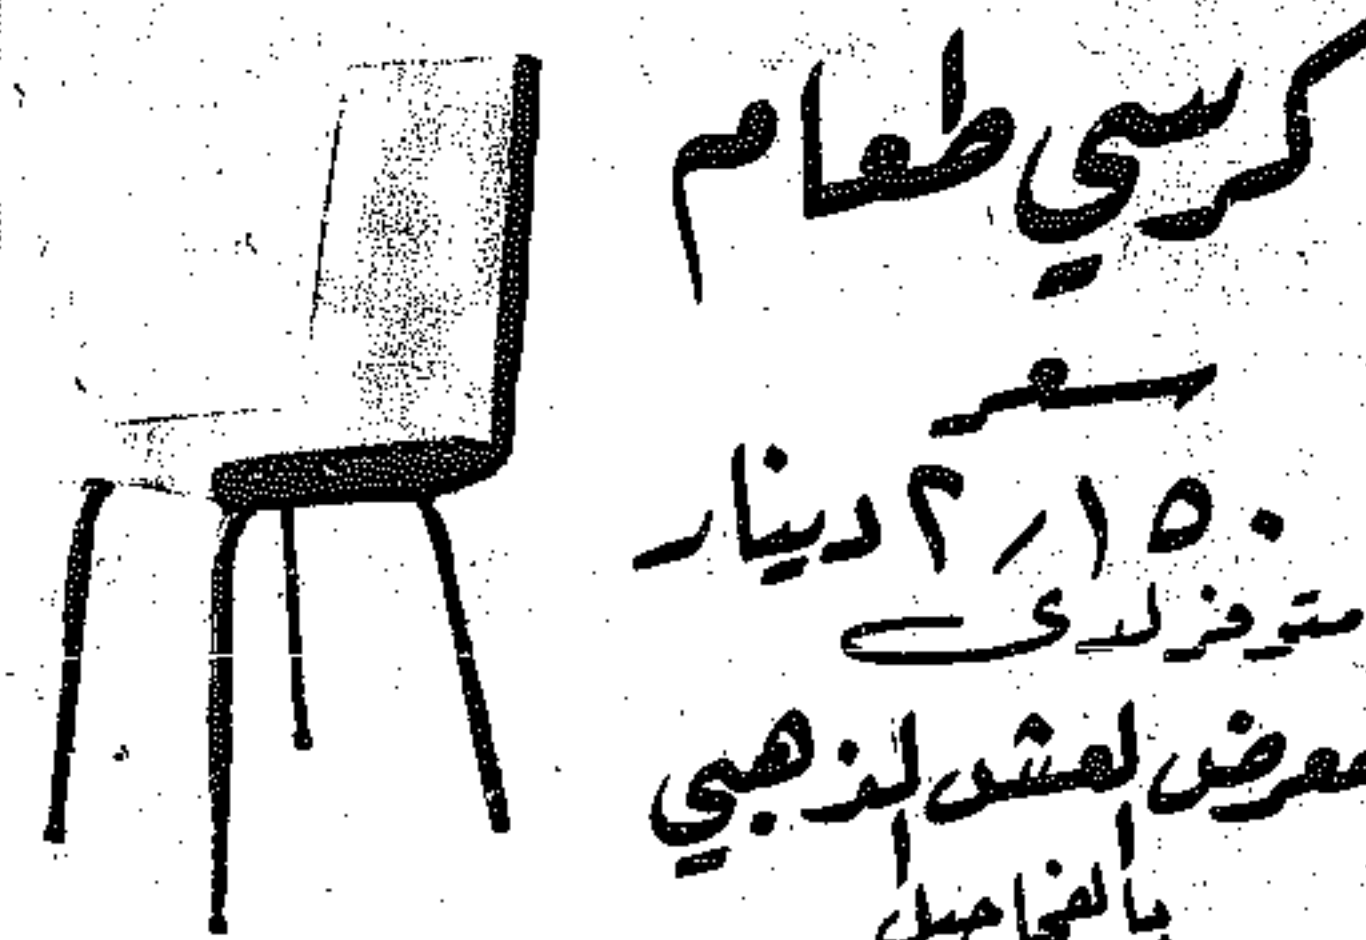 كرسي طعام
سعر
٢٫١٥٠ دينار
متوفر لدى
معرض العش الذهبي
بالفحاحيل